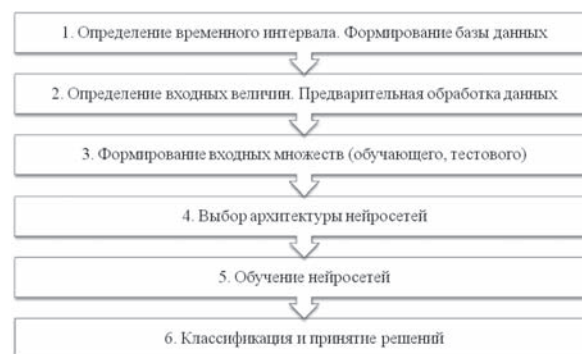 1. Определение временного интервала. Формирование базы данных
2. Определение входных величин. Предварительная обработка данных
3. Формирование входных множеств (обучающего, тестового)
4. Выбор архитектуры нейросетей
5. Обучение нейросетей
6. Классификация и принятие решений